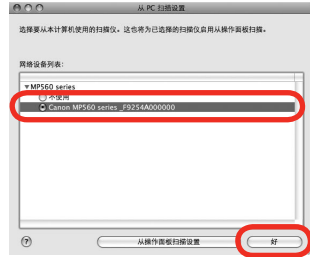 从 PC 扫描设置
选择要从本计算机使用的扫描仪。这也将为已选择的扫描仪启用从操作面板扫描。
网络设备列表:
▼MP560 series
不使用
Canon MP560 series _F9254A000000
?
从操作面板扫描设置
好